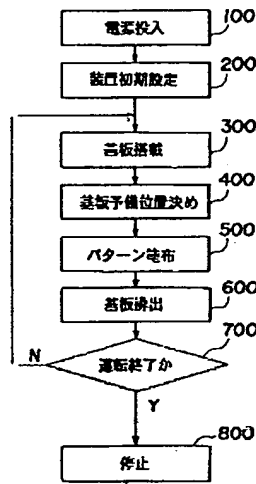 100
電源投入
200
装置初期設定
300
基板搭載
400
基板予備位置決め
500
パターン塗布
600
基板排出
700
運転終了か
N
Y
800
停止